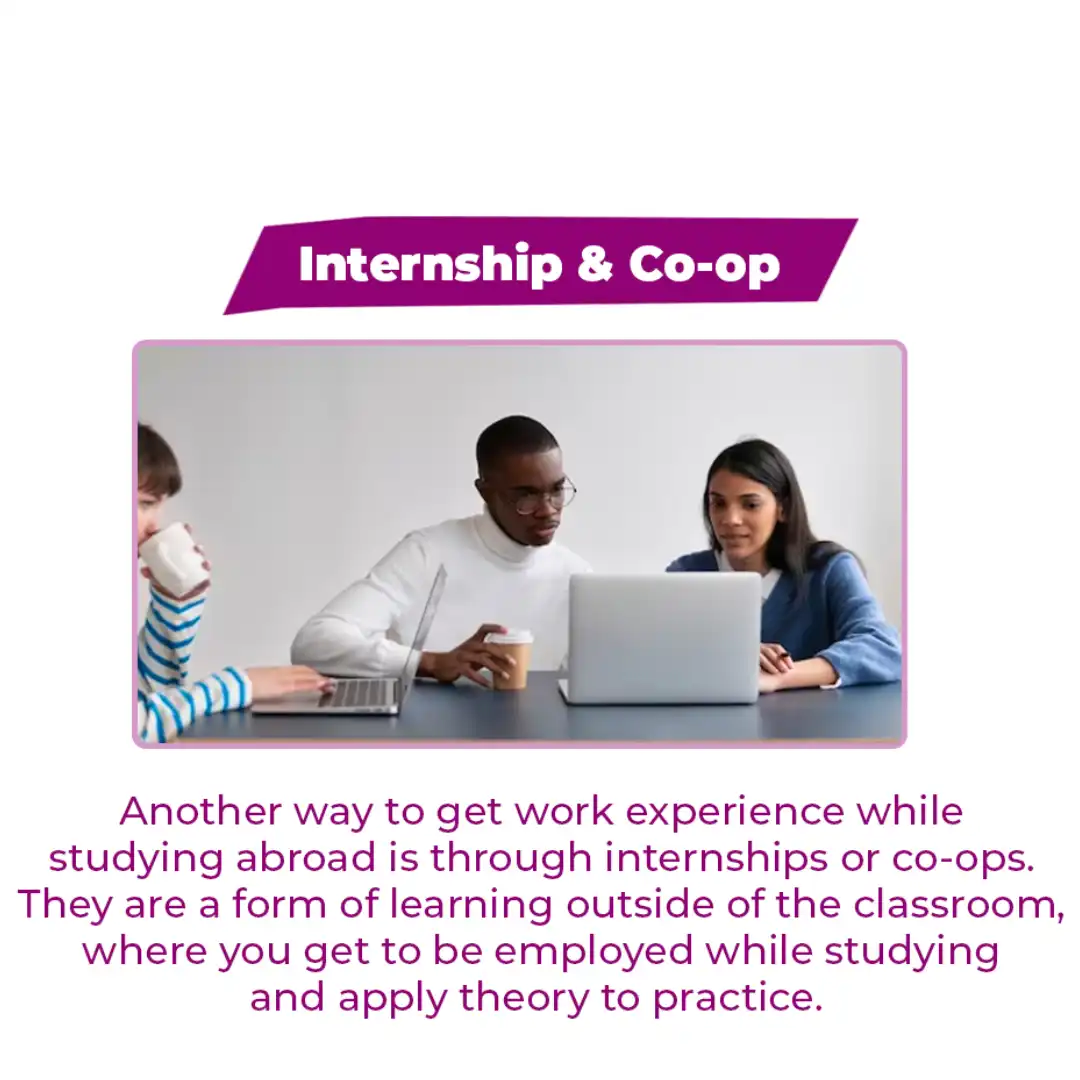 Internship & Co-op
Another way to get work experience while
studying abroad is through internships or co-ops.
They are a form of learning outside of the classroom,
where you get to be employed while studying
and apply theory to practice.